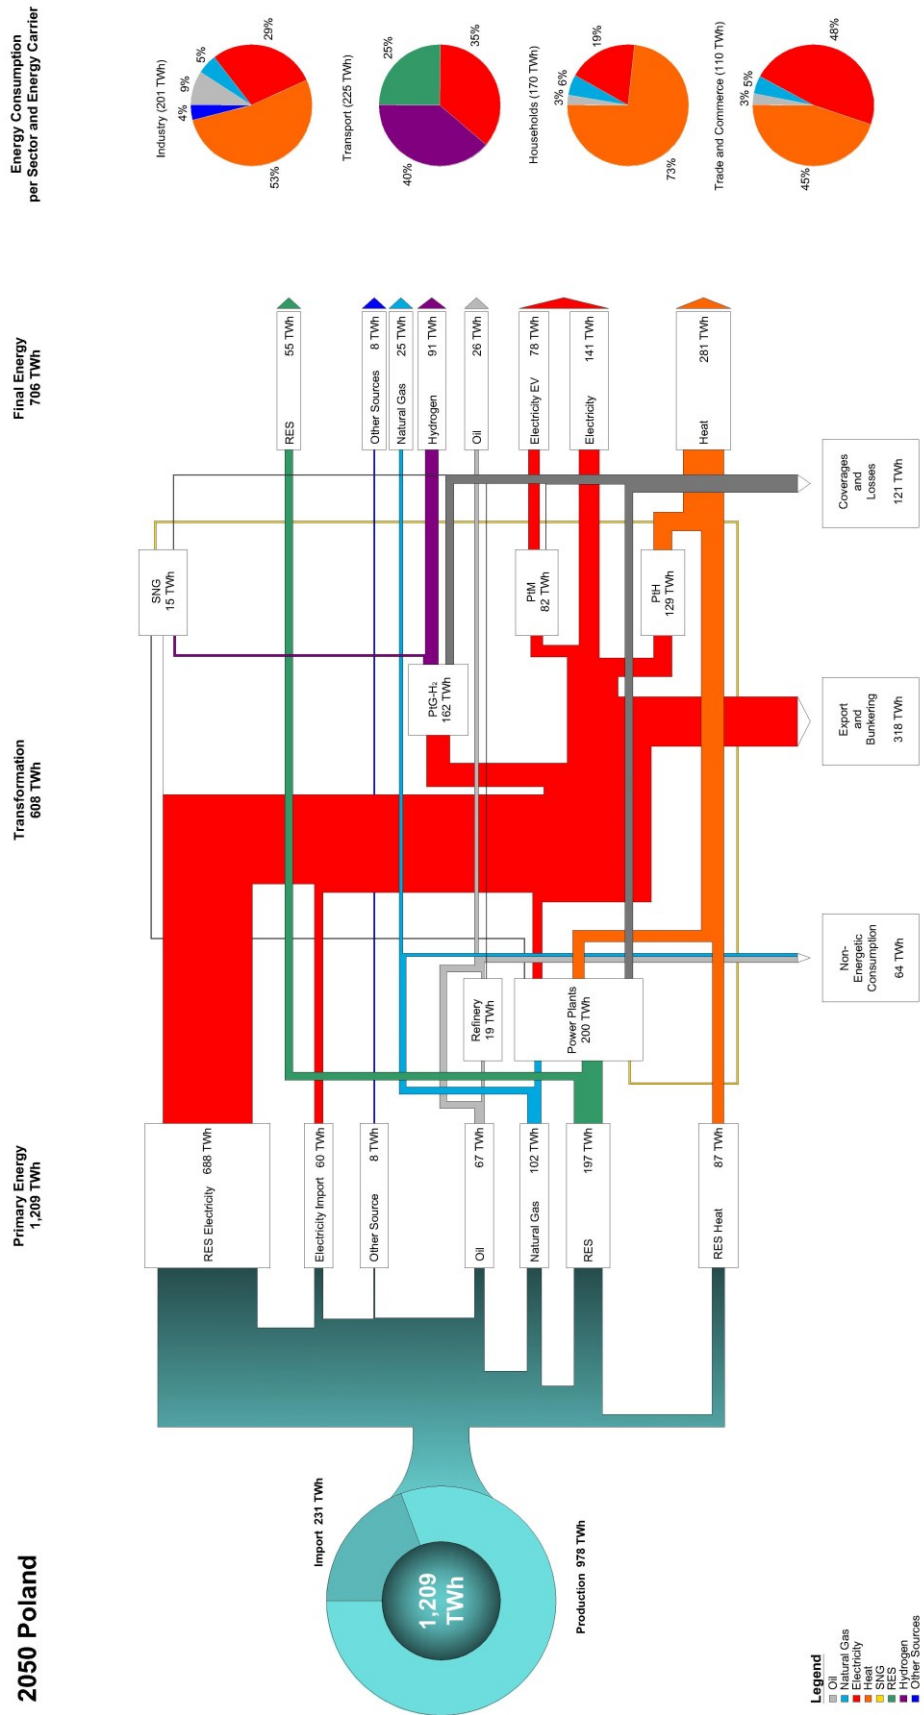 2050 Poland
Import 231 TWh
1,209
TWh
Production 978 TWh
Primary Energy
1,209 TWh
RES Electricity 688 TWh
Electricity Import 60 TWh
Other Source 8 TWh
Oil 67 TWh
Natural Gas 102 TWh
RES 197 TWh
RES Heat 87 TWh
Transformation
608 TWh
SNG
15 TWh
PtG-H₂
162 TWh
Refinery
19 TWh
Power Plants
200 TWh
PtM
82 TWh
PtH
129 TWh
Non-
Energetic
Consumption
64 TWh
Export
and
Bunkering
318 TWh
Coverages
and
Losses
121 TWh
Final Energy
706 TWh
RES 55 TWh
Other Sources 8 TWh
Natural Gas 25 TWh
Hydrogen 91 TWh
Oil 26 TWh
Electricity EV 78 TWh
Electricity 141 TWh
Heat 281 TWh
Energy Consumption
per Sector and Energy Carrier
Industry (201 TWh)
4%
9%
5%
29%
53%
Transport (225 TWh)
25%
35%
40%
Households (170 TWh)
3%
6%
19%
73%
Trade and Commerce (110 TWh)
3%
5%
48%
45%
Legend
Oil
Natural Gas
Electricity
Heat
SNG
RES
Hydrogen
Other Sources